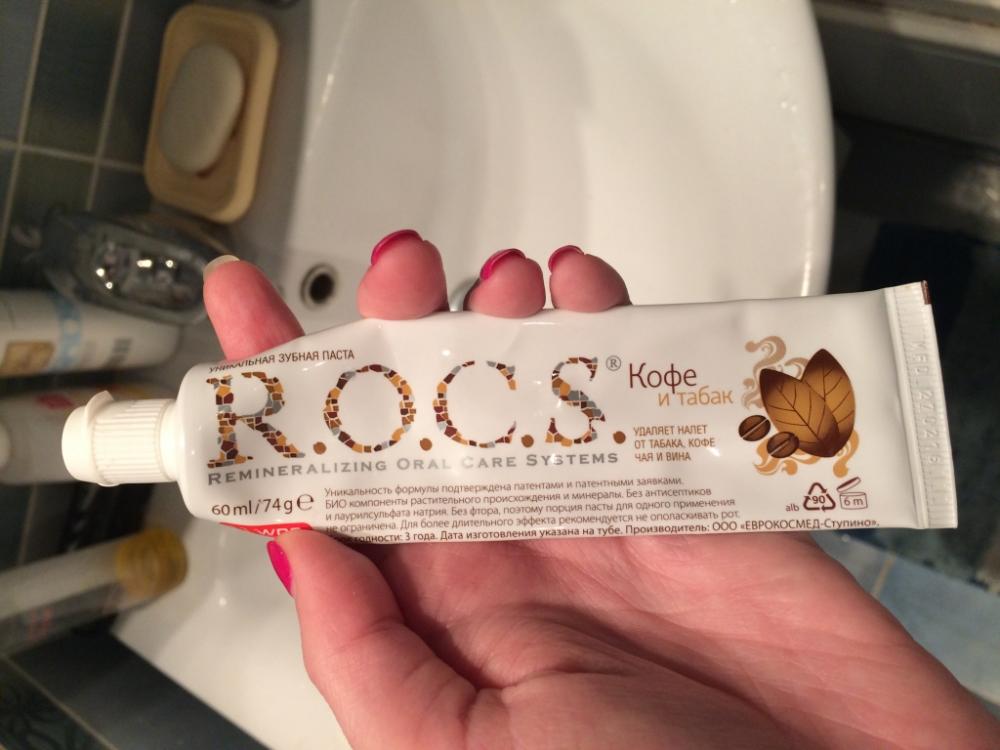 УНИКАЛЬНАЯ ЗУБНАЯ ПАСТА
R.O.C.S.®
REMINERALIZING ORAL CARE SYSTEMS
Кофе
и табак
УДАЛЯЕТ НАЛЕТ
ОТ ТАБАКА, КОФЕ
ЧАЯ И ВИНА
60 ml/74g e
Уникальность формулы подтверждена патентами и патентными заявками.
БИО компоненты растительного происхождения и минералы. Без антисептиков
и лаурилсульфата натрия. Без фтора, поэтому порция пасты для одного применения
не ограничена. Для более длительного эффекта рекомендуется не ополаскивать рот.
годности: 3 года. Дата изготовления указана на тубе. Производитель: ООО «ЕВРОКОСМЕД-Ступино»,
alb
90
6 m
WDS